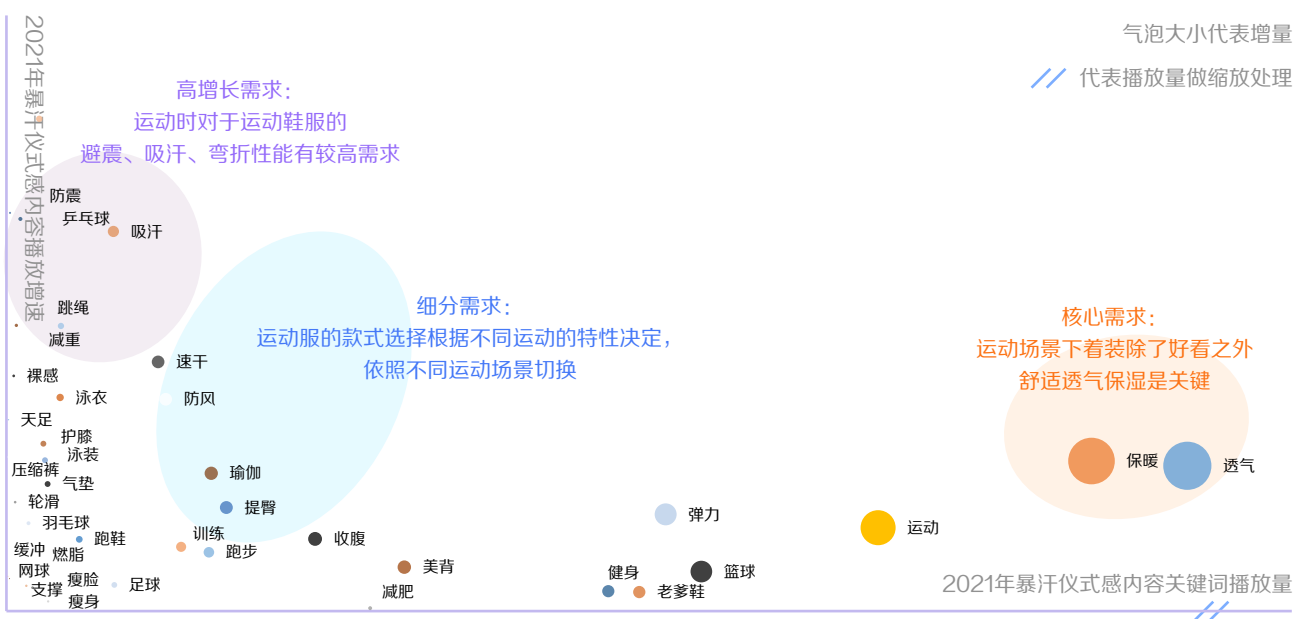 2021年暴汗仪式感内容播放增速
气泡大小代表增量
代表播放量做缩放处理
高增长需求：
运动时对于运动鞋服的
避震、吸汗、弯折性能有较高需求
防震
乒乓球
吸汗
跳绳
减重
细分需求：
运动服的款式选择根据不同运动的特性决定，
依照不同运动场景切换
核心需求：
运动场景下着装除了好看之外
舒适透气保湿是关键
速干
裸感
泳衣
防风
天足
护膝
泳装
压缩裤
气垫
瑜伽
保暖
透气
轮滑
提臀
羽毛球
弹力
运动
跑鞋
训练
跑步
收腹
缓冲
燃脂
网球
瘦脸
支撑
足球
瘦身
美背
减肥
健身
老爹鞋
篮球
2021年暴汗仪式感内容关键词播放量